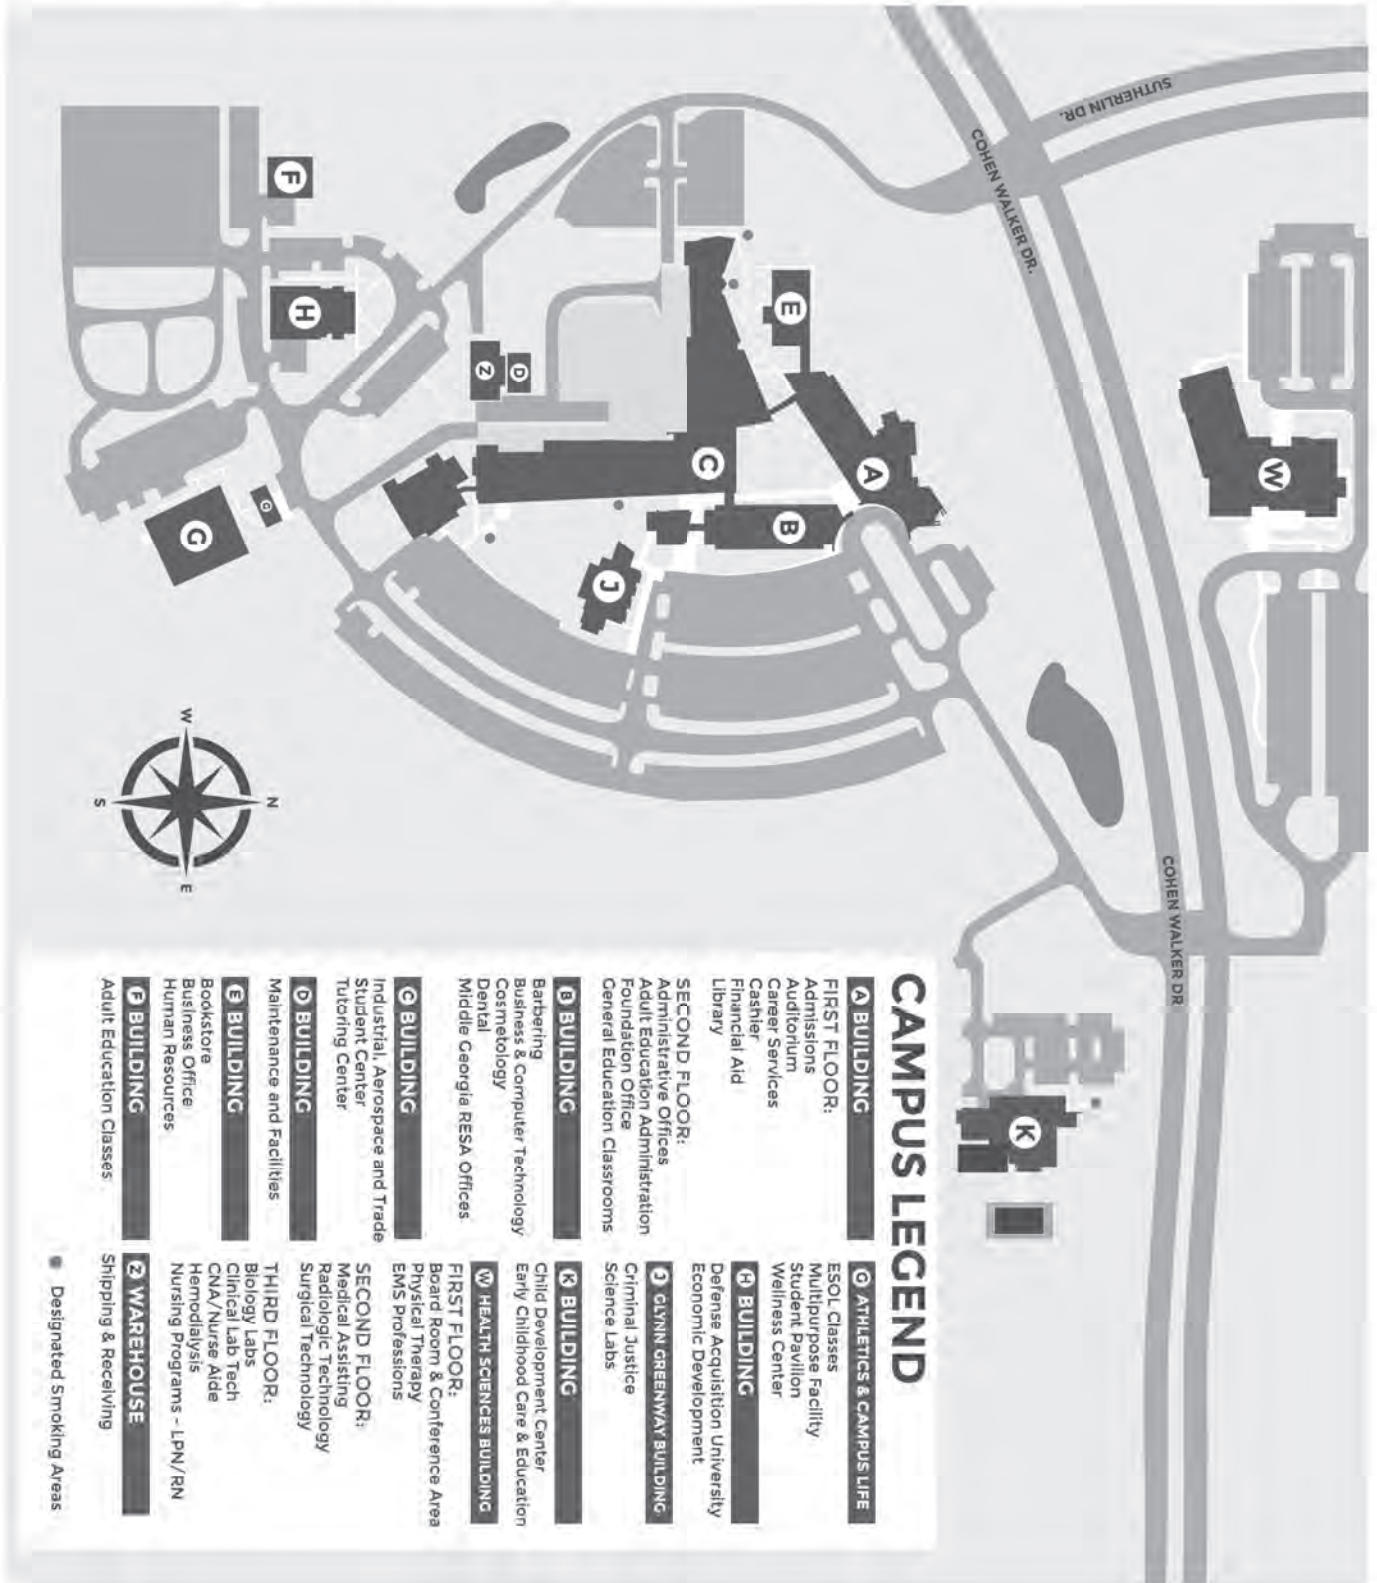 SUTHERLIN DR.
COHEN WALKER DR.
COHEN WALKER DR
F
H
E
Z
D
A
C
B
W
G
G
J
K
W
N
S
E
CAMPUS LEGEND
A BUILDING
FIRST FLOOR:
Admissions
Auditorium
Career Services
Cashier
Financial Aid
Library
SECOND FLOOR:
Administrative Offices
Adult Education Administration
Foundation Office
General Education Classrooms
B BUILDING
Barbering
Business & Computer Technology
Cosmetology
Dental
Middle Georgia RESA Offices
C BUILDING
Industrial, Aerospace and Trade
Student Center
Tutoring Center
D BUILDING
Maintenance and Facilities
E BUILDING
Bookstore
Business Office
Human Resources
F BUILDING
Adult Education Classes
G ATHLETICS & CAMPUS LIFE
ESOL Classes
Multipurpose Facility
Student Pavilion
Wellness Center
H BUILDING
Defense Acquisition University
Economic Development
J GLYNN GREENWAY BUILDING
Criminal Justice
Science Labs
K BUILDING
Child Development Center
Early Childhood Care & Education
W HEALTH SCIENCES BUILDING
FIRST FLOOR:
Board Room & Conference Area
Physical Therapy
EMS Professions
SECOND FLOOR:
Medical Assisting
Radiologic Technology
Surgical Technology
THIRD FLOOR:
Biology Labs
Clinical Lab Tech
CNA/Nurse Aide
Hemodialysis
Nursing Programs - LPN/RN
Z WAREHOUSE
Shipping & Receiving
Designated Smoking Areas